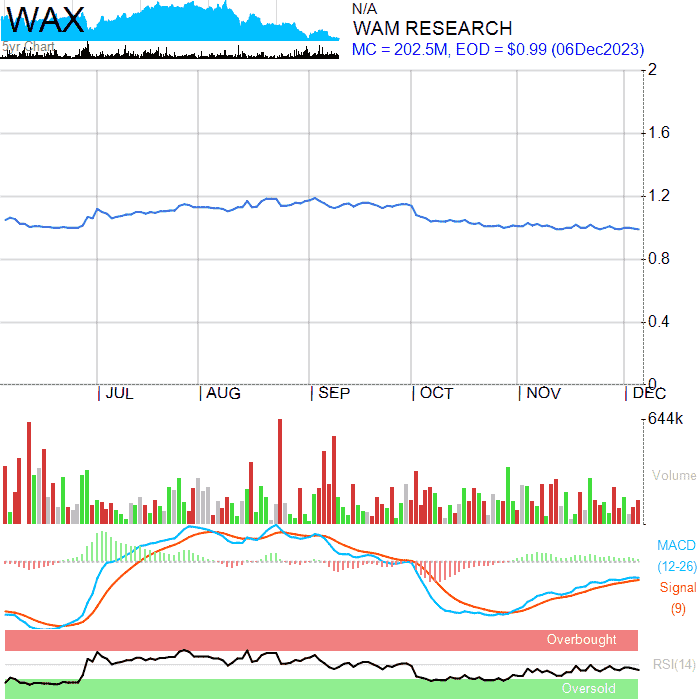 WAX
5yr Chart
N/A
WAM RESEARCH
MC = 202.5M, EOD = $0.99 (06Dec2023)
2
1.6
1.2
0.8
0.4
0
JUL AUG SEP OCT NOV DEC
644k
Volume
MACD
(12-26)
Signal
(9)
Overbought
RSI(14)
Oversold